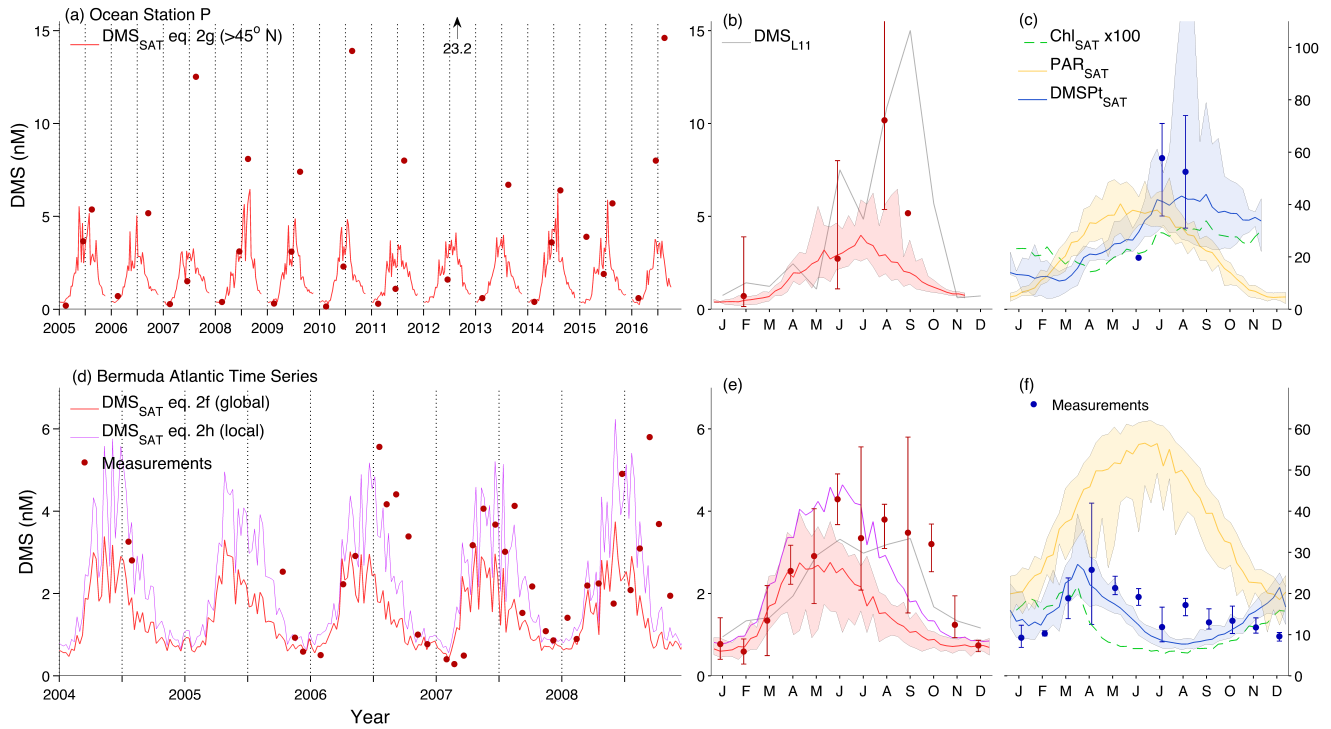 (a) Ocean Station P
DMS_SAT eq. 2g (>45° N)
23.2
15
10
5
0
DMS (nM)
2005 2006 2007 2008 2009 2010 2011 2012 2013 2014 2015 2016
(b)
DMS_L11
15
10
5
0
J F M A M J J A S O N D
(c)
Chl_SAT x100
PAR_SAT
DMSPt_SAT
100
80
60
40
20
0
J F M A M J J A S O N D
(d) Bermuda Atlantic Time Series
DMS_SAT eq. 2f (global)
DMS_SAT eq. 2h (local)
Measurements
6
4
2
0
DMS (nM)
2004 2005 2006 2007 2008
Year
(e)
6
4
2
0
J F M A M J J A S O N D
(f)
Measurements
60
50
40
30
20
10
0
J F M A M J J A S O N D